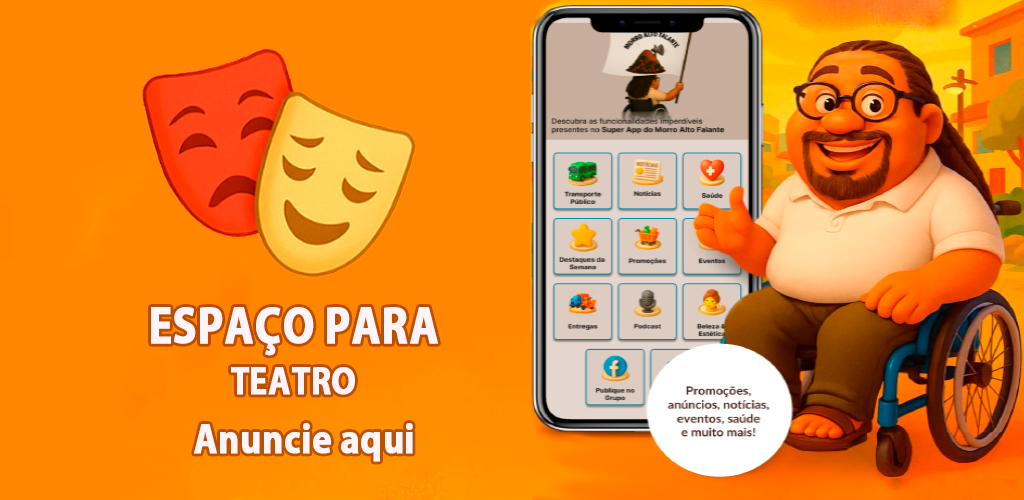 ESPAÇO PARA
TEATRO
Anuncie aqui
MORRO ALTO FALANTE
Descubra as funcionalidades imperdíveis
presentes no Super App do Morro Alto Falante
Transporte
Público
NOTÍCIAS
Notícias
Saúde
Destaques da
Semana
Promoções
Eventos
Entregas
Podcast
Beleza &
Estética
Publique no
Grupo
Promoções,
anúncios, notícias,
eventos, saúde
e muito mais!